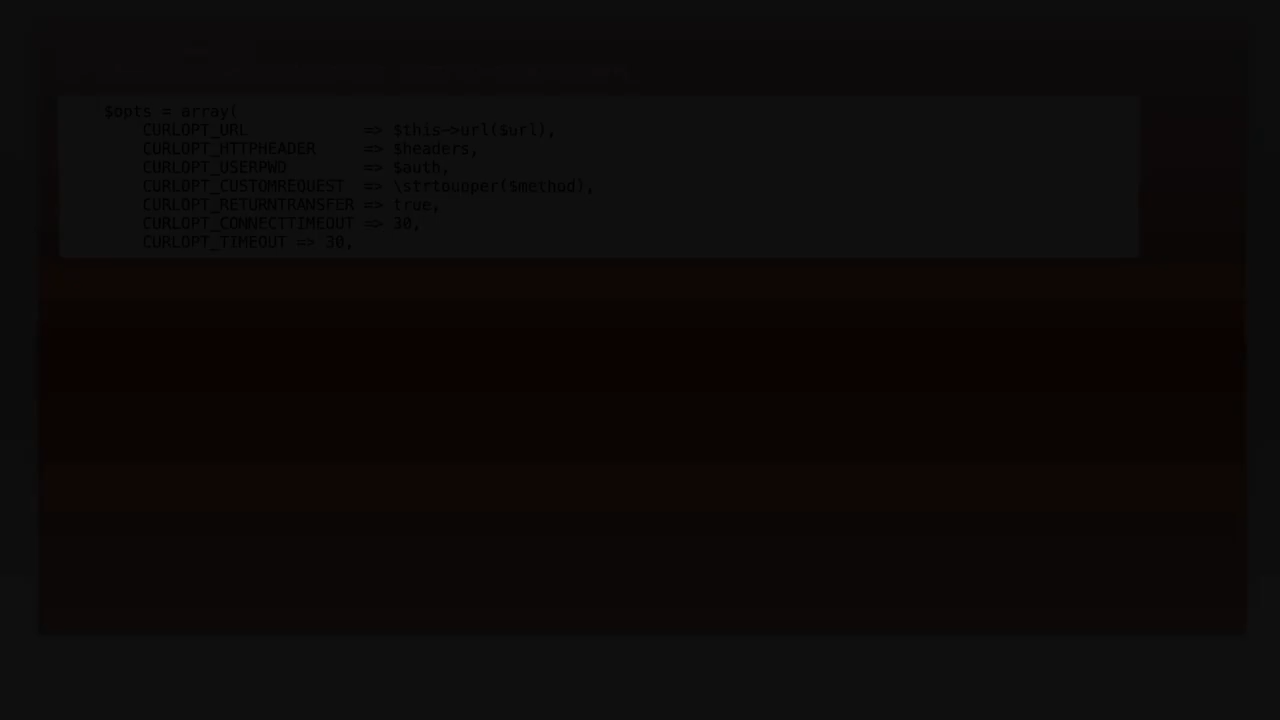 $opts = array(
CURLOPT_URL => $this->url($url),
CURLOPT_HTTPHEADER => $headers,
CURLOPT_USERPWD => $auth,
CURLOPT_CUSTOMREQUEST => \strtoupper($method),
CURLOPT_RETURNTRANSFER => true,
CURLOPT_CONNECTTIMEOUT => 30,
CURLOPT_TIMEOUT => 30,